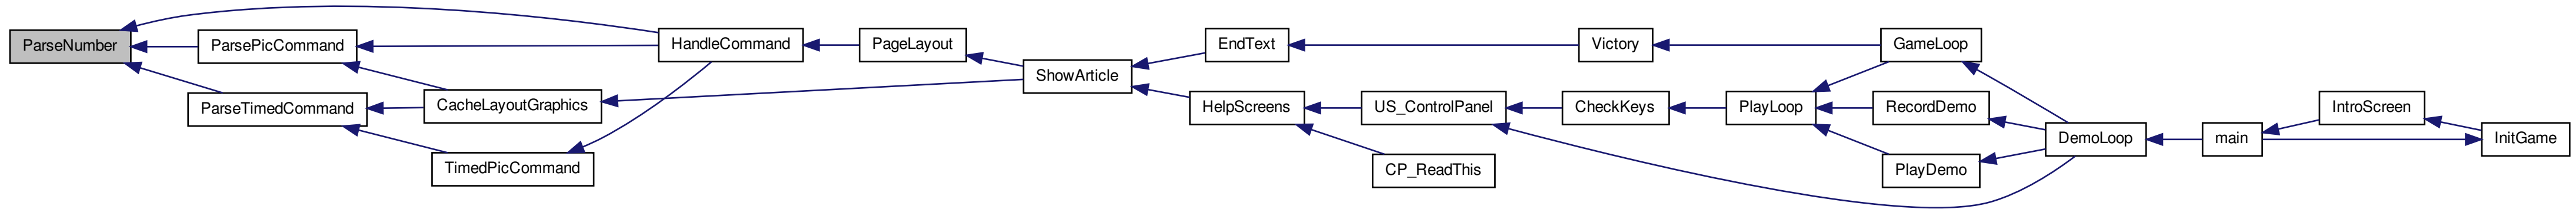 ParseNumber
ParsePicCommand
ParseTimedCommand
CacheLayoutGraphics
TimedPicCommand
HandleCommand
PageLayout
ShowArticle
EndText
HelpScreens
US_ControlPanel
CP_ReadThis
Victory
CheckKeys
PlayLoop
GameLoop
RecordDemo
PlayDemo
DemoLoop
main
IntroScreen
InitGame